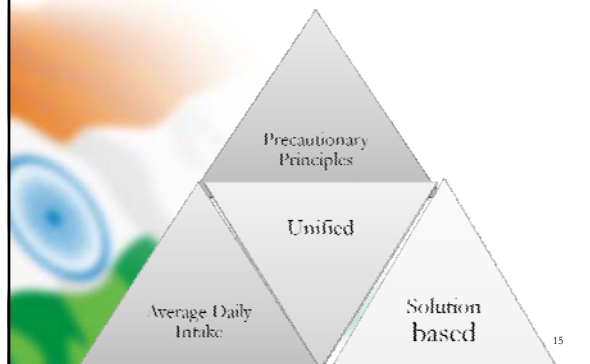 Precautionary
Principles
Unified
Average Daily
Intake
Solution
based
15